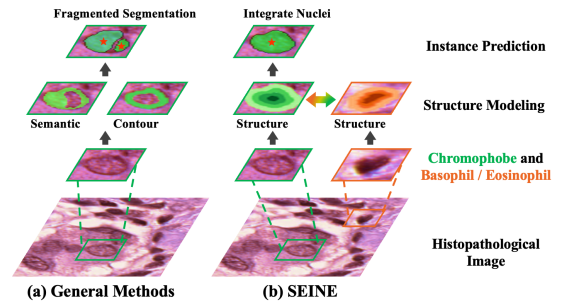 Fragmented Segmentation
Integrate Nuclei
Instance Prediction
Structure Modeling
Semantic
Contour
Structure
Structure
Chromophobe and
Basophil / Eosinophil
Histopathological
Image
(a) General Methods
(b) SEINE